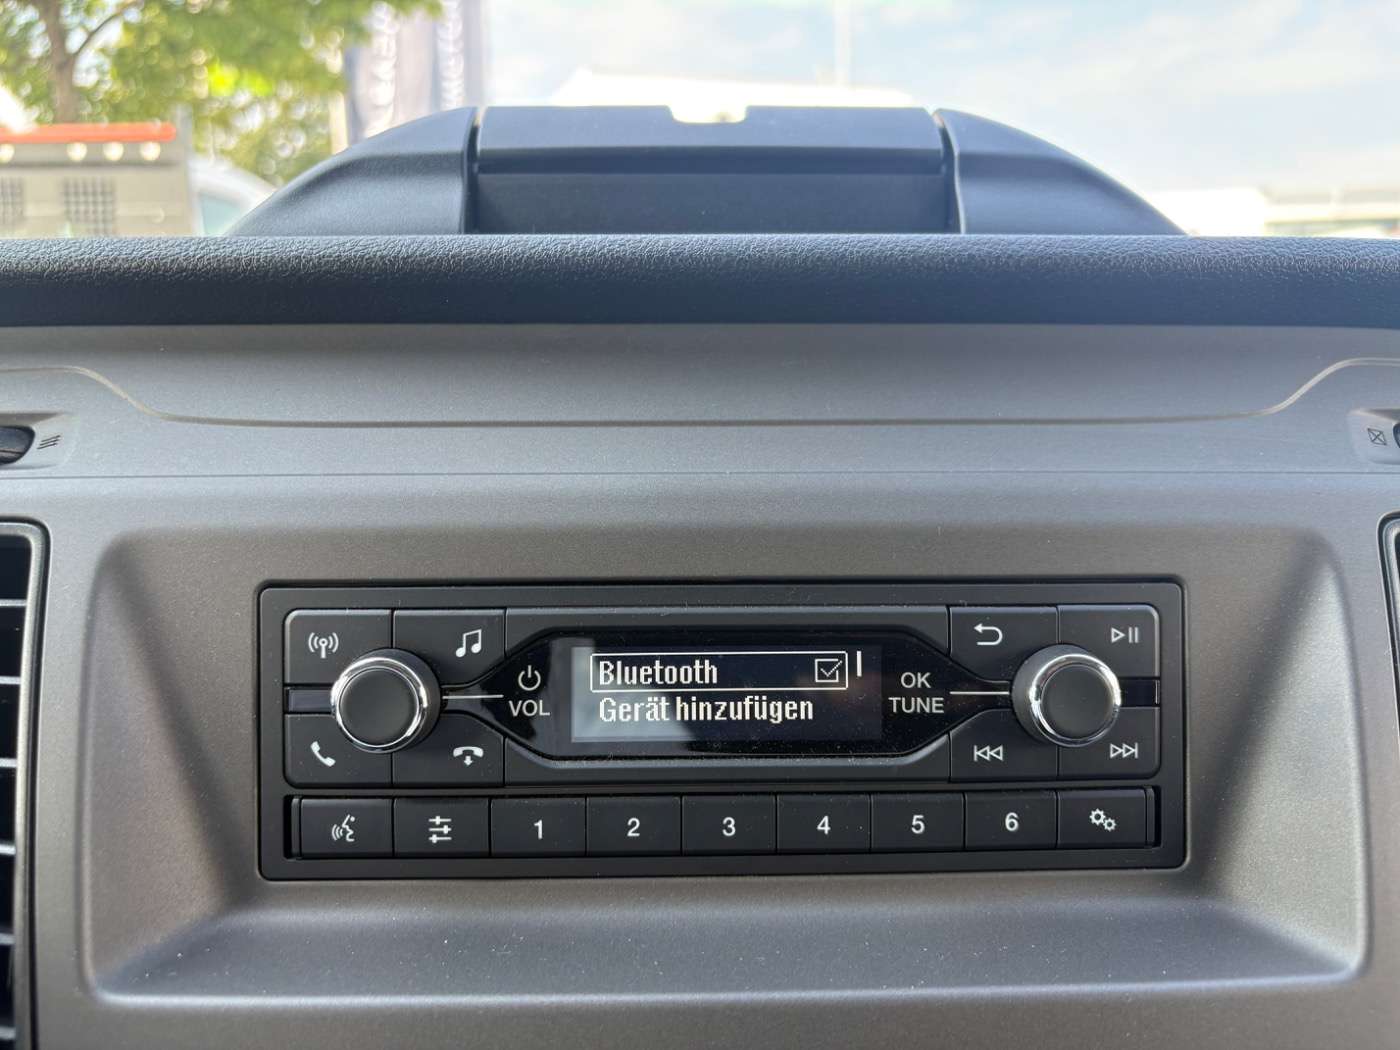 Bluetooth
Gerät hinzufügen
VOL
OK
TUNE
1 2 3 4 5 6